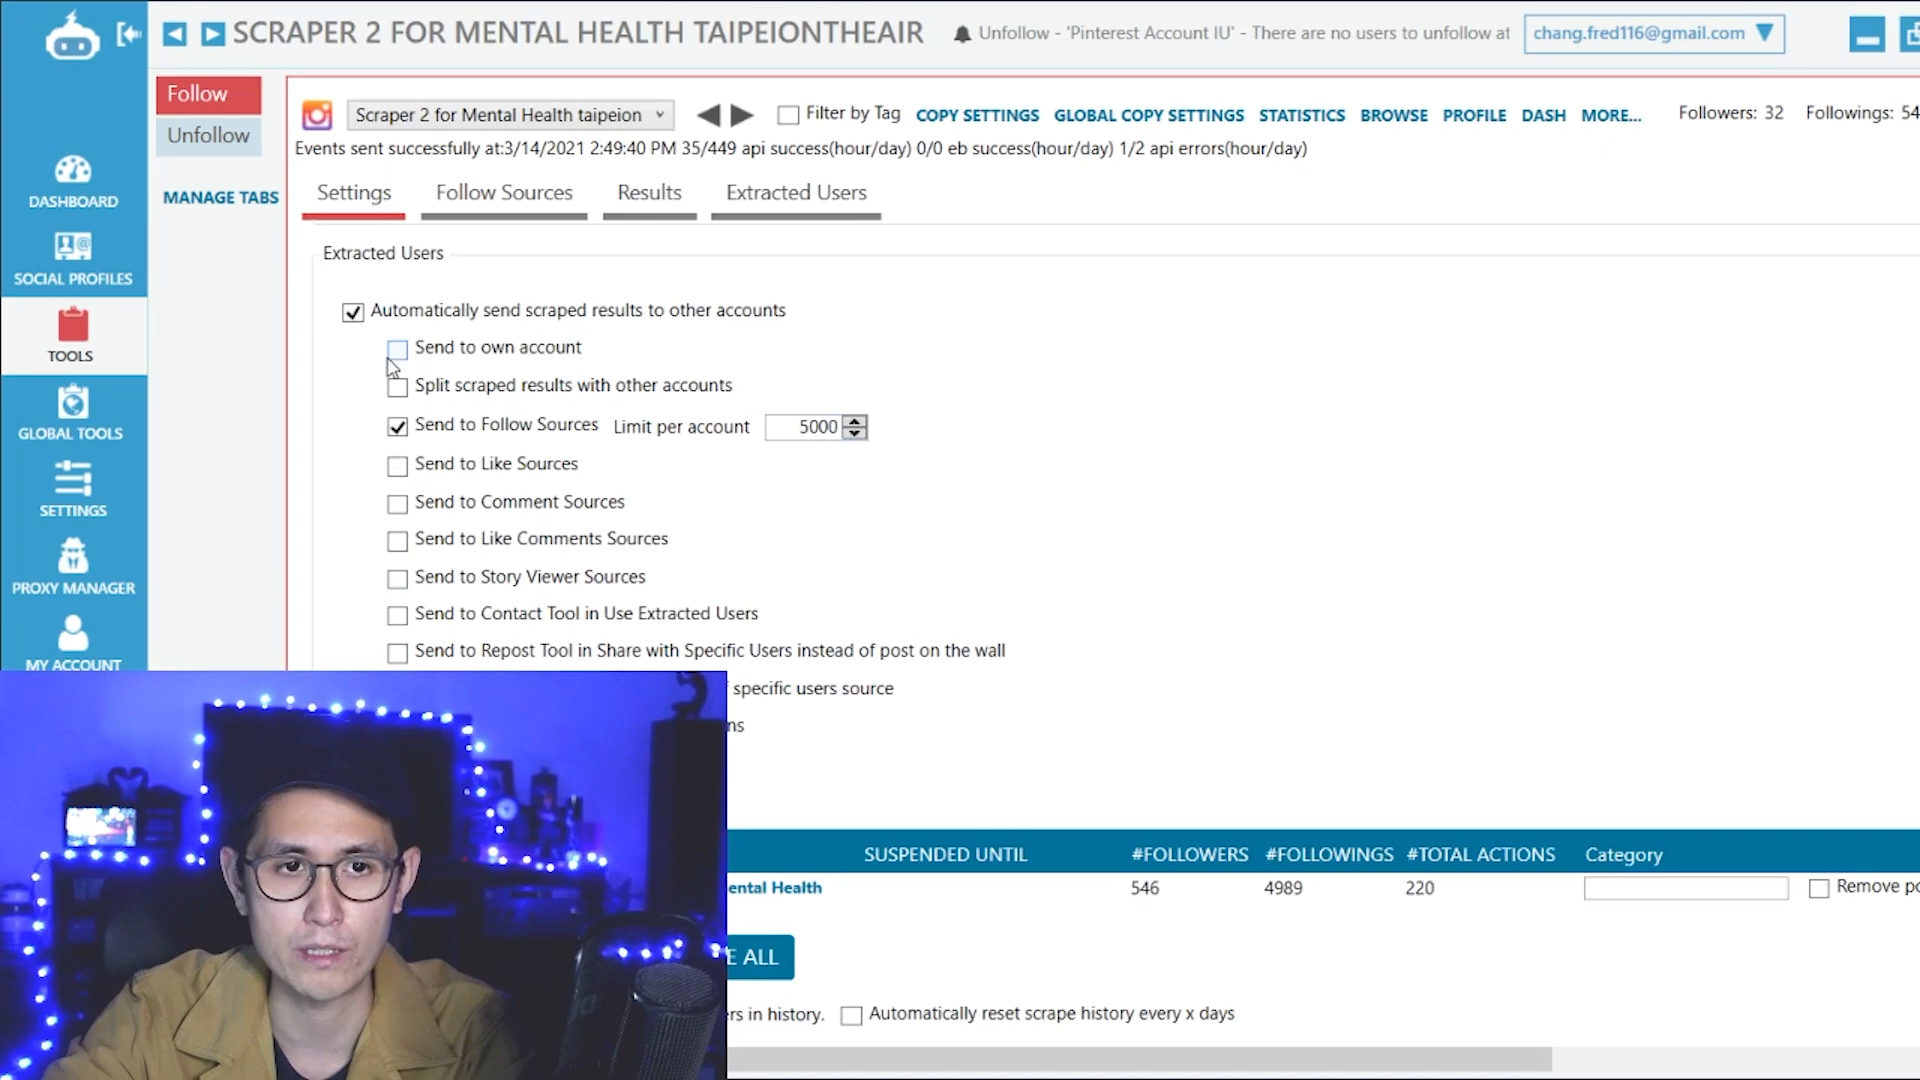 SCRAPER 2 FOR MENTAL HEALTH TAIPEIONTHEAIR
Unfollow - 'Pinterest Account IU' - There are no users to unfollow at
chang.fred116@gmail.com
Follow
Unfollow
MANAGE TABS
DASHBOARD
SOCIAL PROFILES
TOOLS
GLOBAL TOOLS
SETTINGS
PROXY MANAGER
MY ACCOUNT
Scraper 2 for Mental Health taipeion
Filter by Tag
COPY SETTINGS
GLOBAL COPY SETTINGS
STATISTICS
BROWSE
PROFILE
DASH
MORE...
Followers: 32
Followings: 54
Events sent successfully at:3/14/2021 2:49:40 PM 35/449 api success(hour/day) 0/0 eb success(hour/day) 1/2 api errors(hour/day)
Settings
Follow Sources
Results
Extracted Users
Extracted Users
Automatically send scraped results to other accounts
Send to own account
Split scraped results with other accounts
Send to Follow Sources Limit per account 5000
Send to Like Sources
Send to Comment Sources
Send to Like Comments Sources
Send to Story Viewer Sources
Send to Contact Tool in Use Extracted Users
Send to Repost Tool in Share with Specific Users instead of post on the wall
specific users source
ns
SUSPENDED UNTIL #FOLLOWERS #FOLLOWINGS #TOTAL ACTIONS Category
ental Health 546 4989 220 Remove po
E ALL
rs in history. Automatically reset scrape history every x days